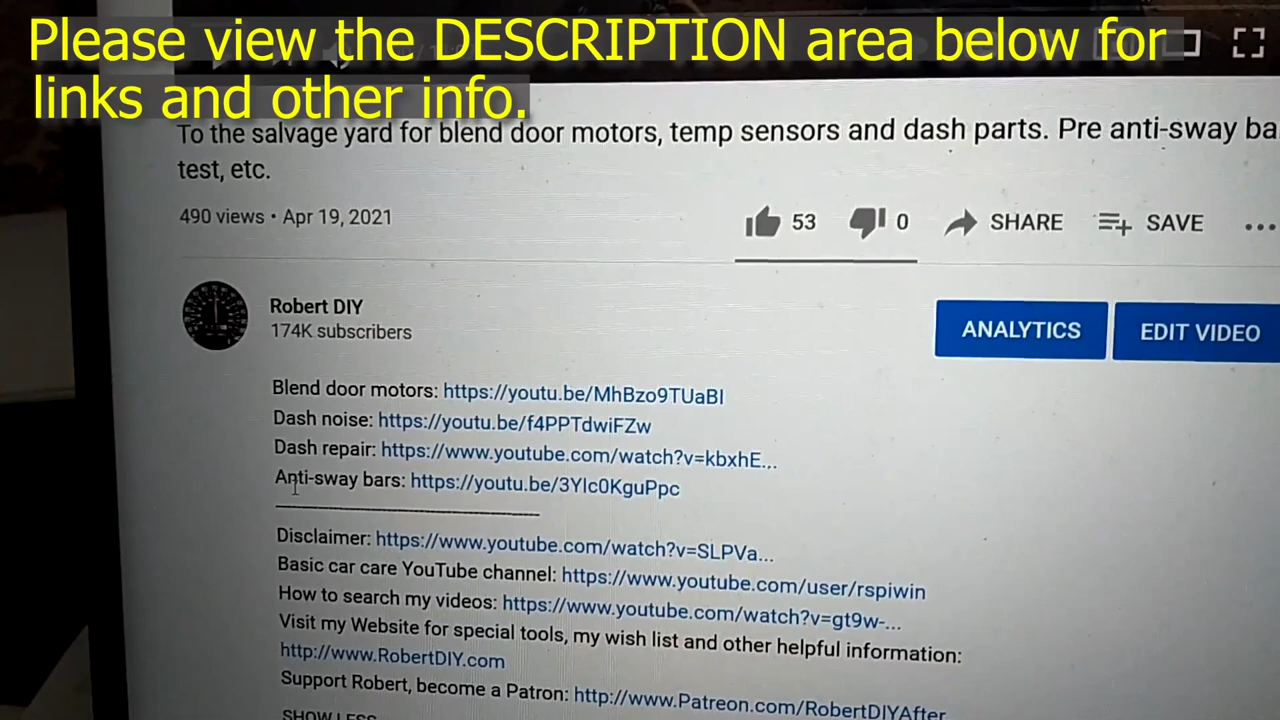 Please view the DESCRIPTION area below for
links and other info.
To the salvage yard for blend door motors, temp sensors and dash parts. Pre anti-sway ba
test, etc.
490 views • Apr 19, 2021
53 0 SHARE SAVE ...
Robert DIY
174K subscribers
ANALYTICS EDIT VIDEO
Blend door motors: https://youtu.be/MhBzo9TUaBI
Dash noise: https://youtu.be/f4PPTdwiFZw
Dash repair: https://www.youtube.com/watch?v=kbxhE...
Anti-sway bars: https://youtu.be/3YIc0KguPpc
Disclaimer: https://www.youtube.com/watch?v=SLPVa...
Basic car care YouTube channel: https://www.youtube.com/user/rspiwin
How to search my videos: https://www.youtube.com/watch?v=gt9w-...
Visit my Website for special tools, my wish list and other helpful information:
http://www.RobertDIY.com
Support Robert, become a Patron: http://www.Patreon.com/RobertDIYAfter
SHOW LESS